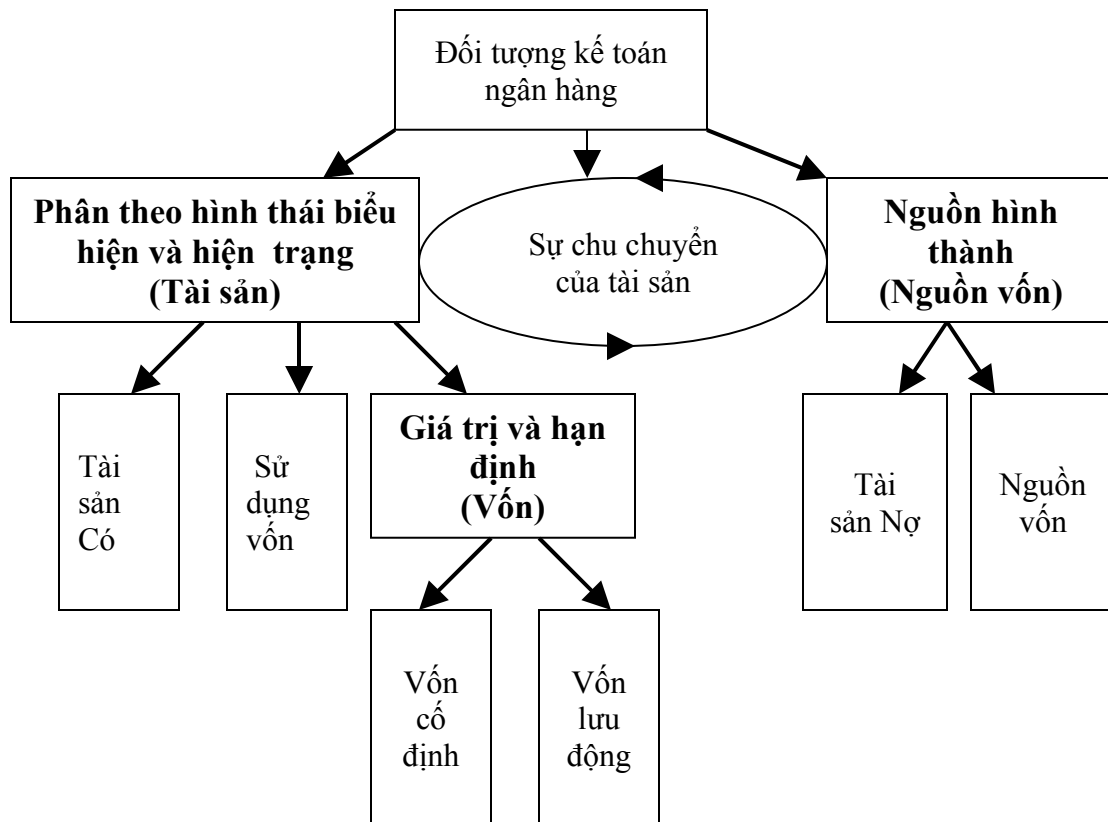 Đối tượng kế toán
ngân hàng
Phân theo hình thái biểu
hiện và hiện trạng
(Tài sản)
Sự chu chuyển
của tài sản
Nguồn hình
thành
(Nguồn vốn)
Tài
sản
Có
Sử
dụng
vốn
Giá trị và hạn
định
(Vốn)
Tài
sản Nợ
Nguồn
vốn
Vốn
cố
định
Vốn
lưu
động